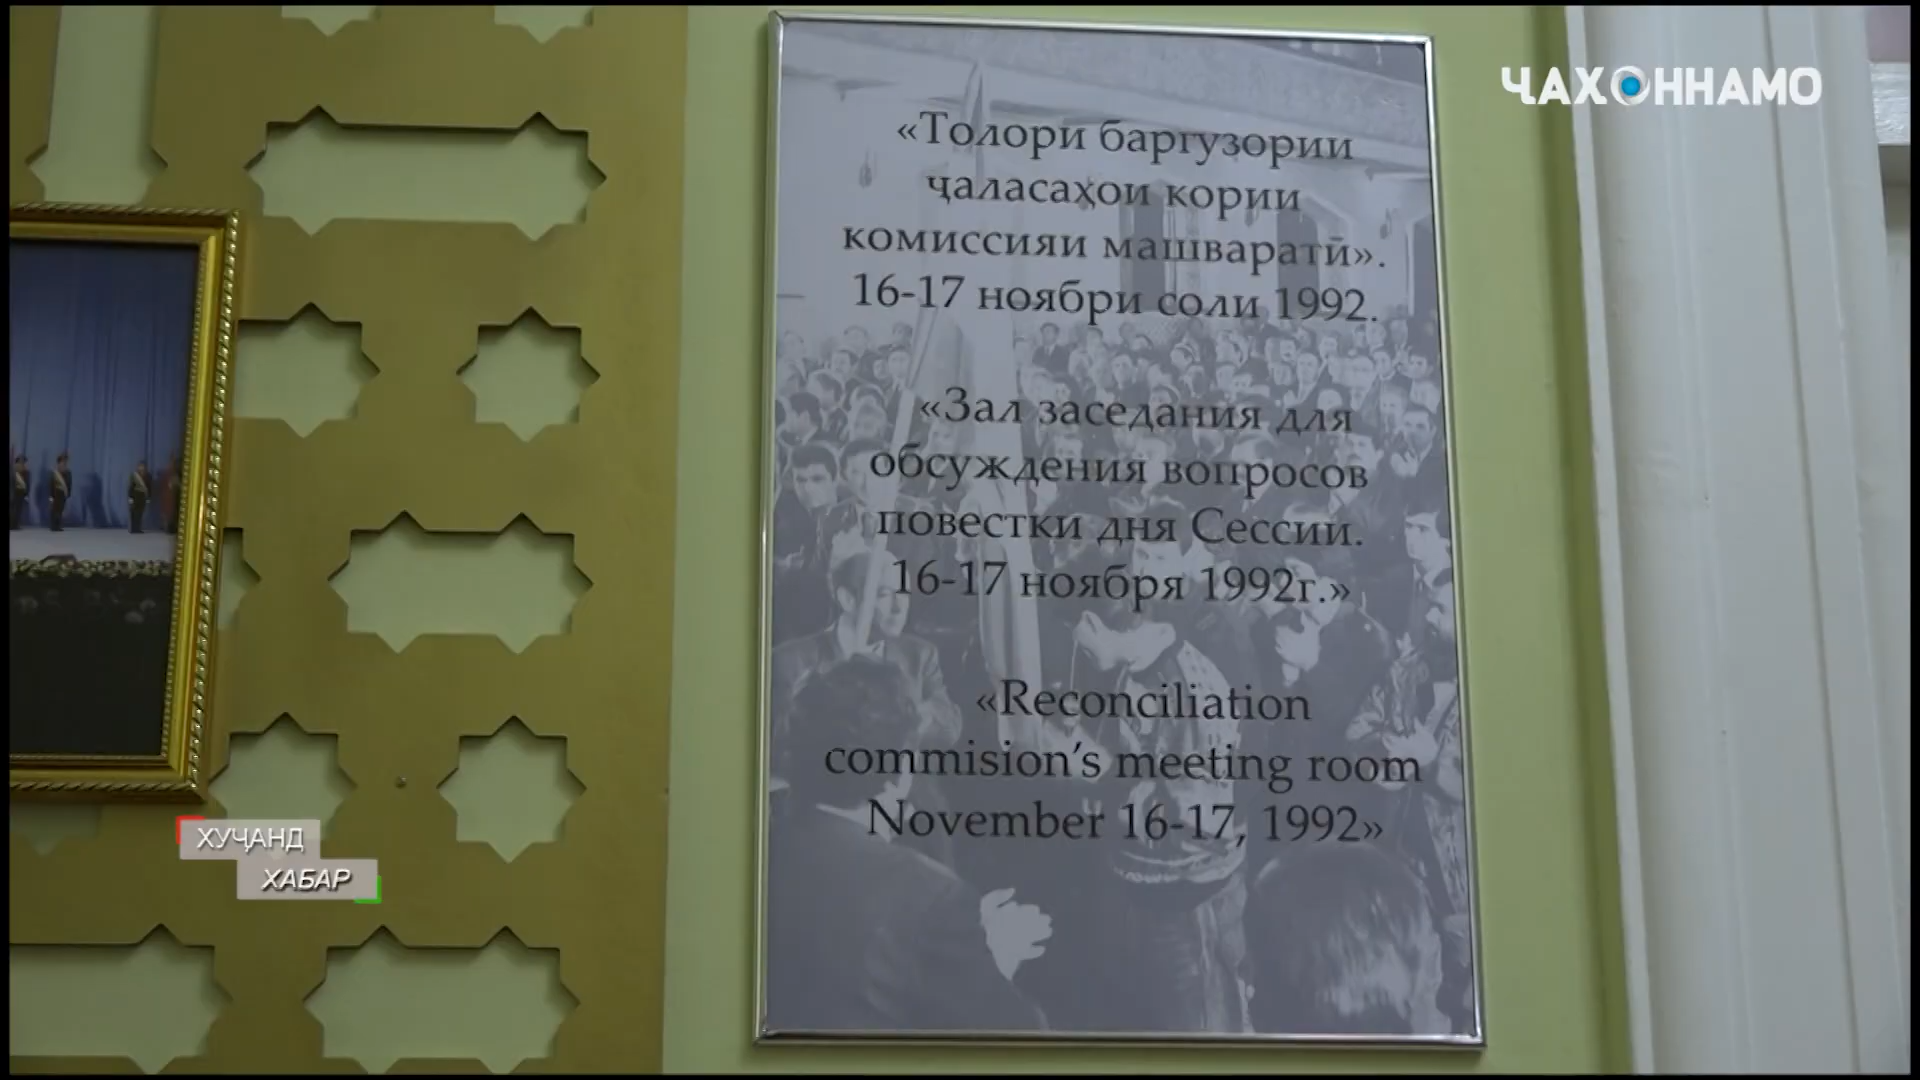 ҶАҲОННАМО
«Толори баргузории
ҷаласаҳои кории
комиссияи машваратӣ».
16-17 ноябри соли 1992.
«Зал заседания для
обсуждения вопросов
повестки дня Сессии.
16-17 ноября 1992г.»
«Reconciliation
commision’s meeting room
November 16-17, 1992»
ХУҶАНД
ХАБАР